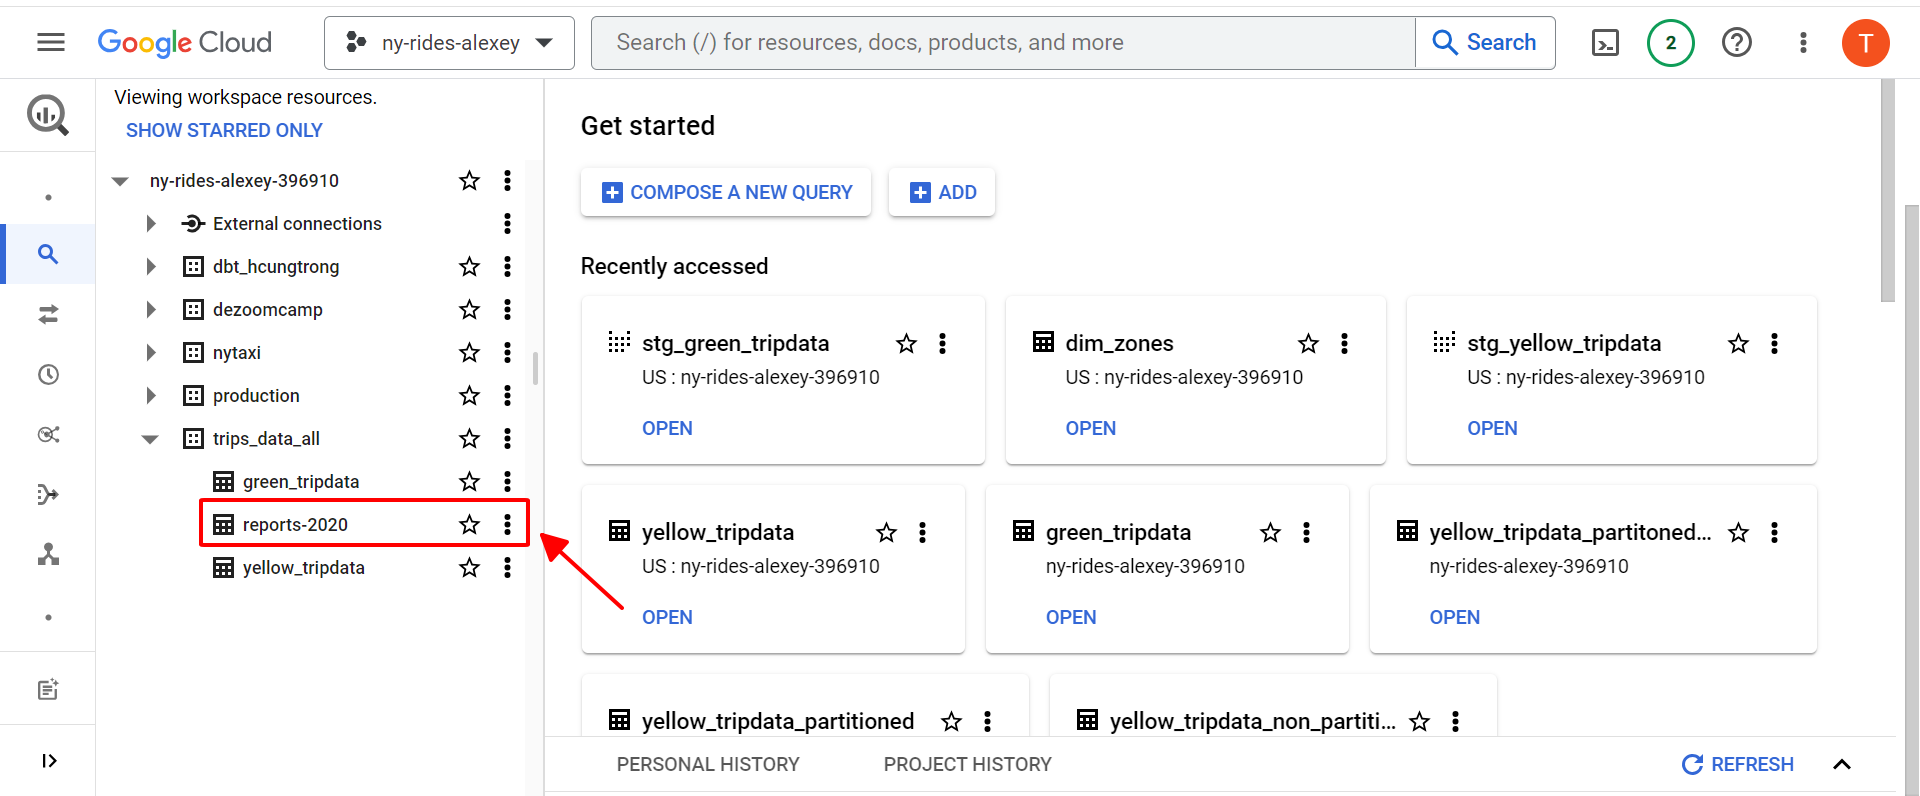 Google Cloud
ny-rides-alexey
Search (/) for resources, docs, products, and more
Search
2
T
Viewing workspace resources.
SHOW STARRED ONLY
ny-rides-alexey-396910
External connections
dbt_hcungtrong
dezoomcamp
nytaxi
production
trips_data_all
green_tripdata
reports-2020
yellow_tripdata
Get started
COMPOSE A NEW QUERY
ADD
Recently accessed
stg_green_tripdata
US : ny-rides-alexey-396910
OPEN
dim_zones
US : ny-rides-alexey-396910
OPEN
stg_yellow_tripdata
US : ny-rides-alexey-396910
OPEN
yellow_tripdata
US : ny-rides-alexey-396910
OPEN
green_tripdata
ny-rides-alexey-396910
OPEN
yellow_tripdata_partitoned...
ny-rides-alexey-396910
OPEN
yellow_tripdata_partitioned
yellow_tripdata_non_partiti...
PERSONAL HISTORY
PROJECT HISTORY
REFRESH